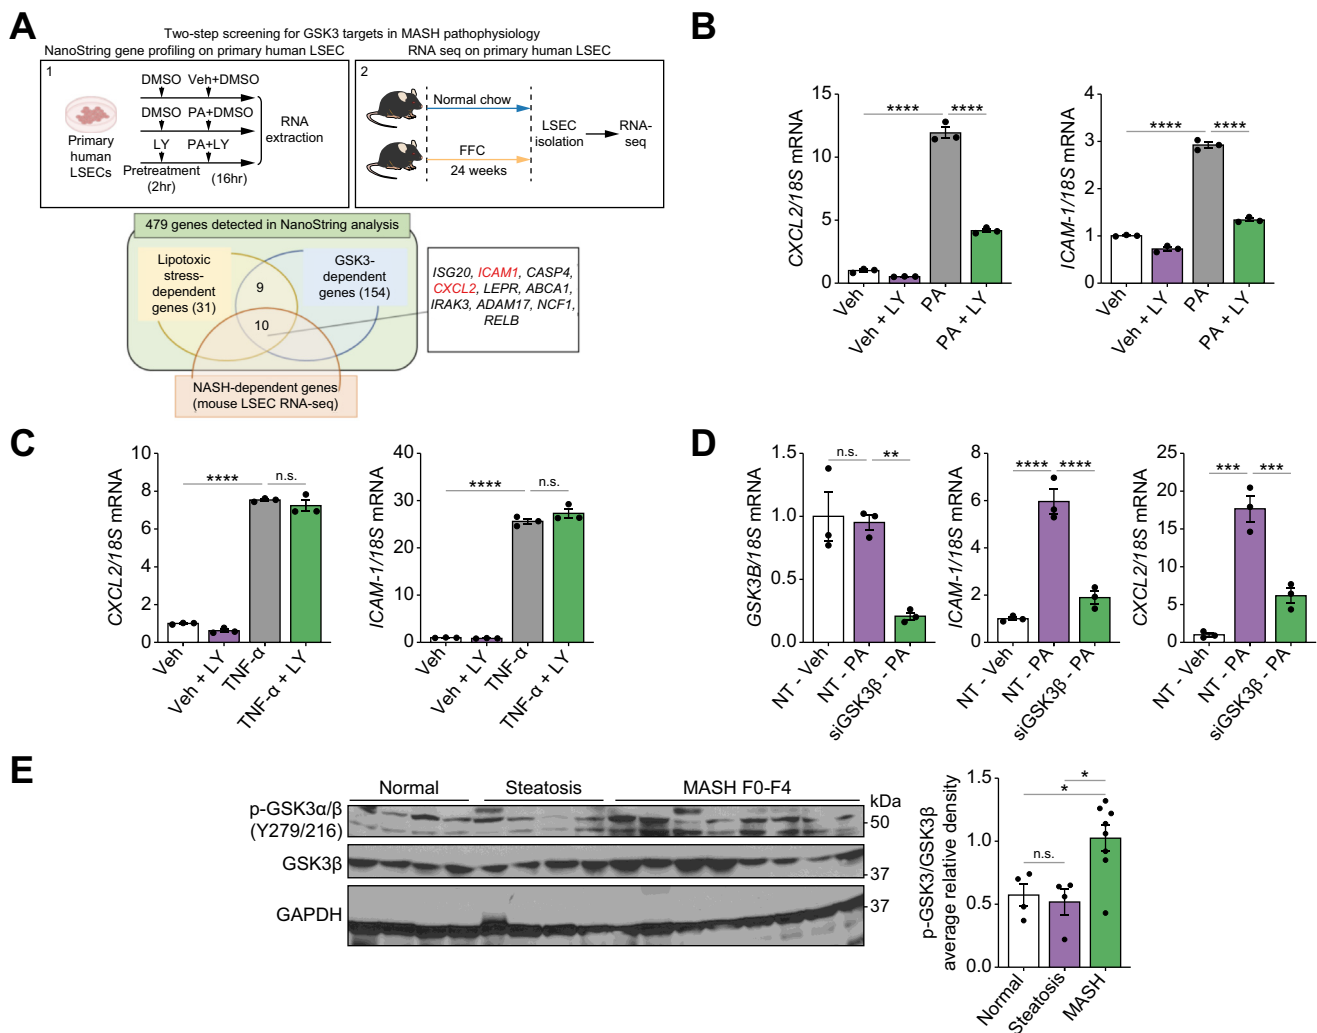 A
Two-step screening for GSK3 targets in MASH pathophysiology
NanoString gene profiling on primary human LSEC
RNA seq on primary human LSEC
1
DMSO Veh+DMSO
DMSO PA+DMSO
LY PA+LY
Pretreatment
(2hr)
(16hr)
Primary
human
LSECs
RNA
extraction
2
Normal chow
FFC
24 weeks
LSEC
isolation
RNA-
seq
479 genes detected in NanoString analysis
Lipotoxic
stress-
dependent
genes (31)
9
GSK3-
dependent
genes (154)
10
NASH-dependent genes
(mouse LSEC RNA-seq)
ISG20, ICAM1, CASP4,
CXCL2, LEPR, ABCA1,
IRAK3, ADAM17, NCF1,
RELB
B
CXCL2/18S mRNA
15
10
5
0
****
****
Veh
Veh + LY
PA
PA + LY
ICAM-1/18S mRNA
4
3
2
1
0
****
****
Veh
Veh + LY
PA
PA + LY
C
CXCL2/18S mRNA
10
8
6
4
2
0
****
n.s.
Veh
Veh + LY
TNF-α
TNF-α + LY
ICAM-1/18S mRNA
40
30
20
10
0
****
n.s.
Veh
Veh + LY
TNF-α
TNF-α + LY
D
GSK3B/18S mRNA
1.5
1.0
0.5
0.0
n.s.
**
NT - Veh
NT - PA
siGSK3β - PA
ICAM-1/18S mRNA
8
6
4
2
0
****
****
NT - Veh
NT - PA
siGSK3β - PA
CXCL2/18S mRNA
25
20
15
10
5
0
***
***
NT - Veh
NT - PA
siGSK3β - PA
E
Normal
Steatosis
MASH F0-F4
kDa
p-GSK3α/β
(Y279/216)
50
GSK3β
37
GAPDH
37
p-GSK3/GSK3β
average relative density
1.5
1.0
0.5
0.0
*
*
n.s.
Normal
Steatosis
MASH